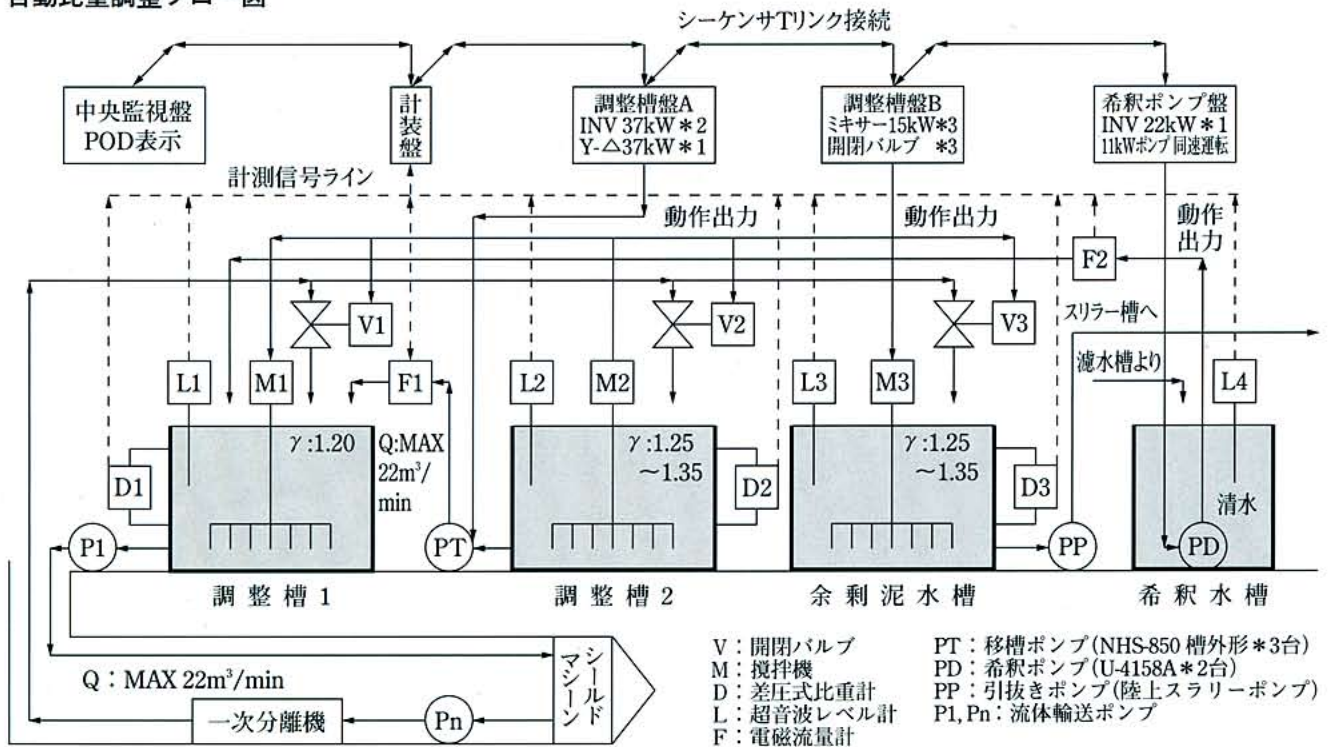 自動比重調整フロー図
シーケンサTリンク接続
中央監視盤
POD表示
計装盤
調整槽盤A
INV 37kW＊2
Y-△37kW＊1
調整槽盤B
ミキサー15kW＊3
開閉バルブ ＊3
希釈ポンプ盤
INV 22kW＊1
11kWポンプ同速運転
計測信号ライン
動作出力
動作出力
動作
出力
F2
V1
V2
V3
スリラー槽へ
濾水槽より
L1
M1
F1
L2
M2
L3
M3
L4
γ:1.20
Q:MAX
22m³/
min
γ:1.25
～1.35
γ:1.25
～1.35
D1
D2
D3
清水
P1
PT
PP
PD
調整槽1
調整槽2
余剰泥水槽
希釈水槽
シールド
マシーン
Q：MAX 22m³/min
一次分離機
Pn
V：開閉バルブ
M：攪拌機
D：差圧式比重計
L：超音波レベル計
F：電磁流量計
PT：移槽ポンプ(NHS-850 槽外形＊3台)
PD：希釈ポンプ(U-4158A＊2台)
PP：引抜きポンプ(陸上スラリーポンプ)
P1, Pn：流体輸送ポンプ